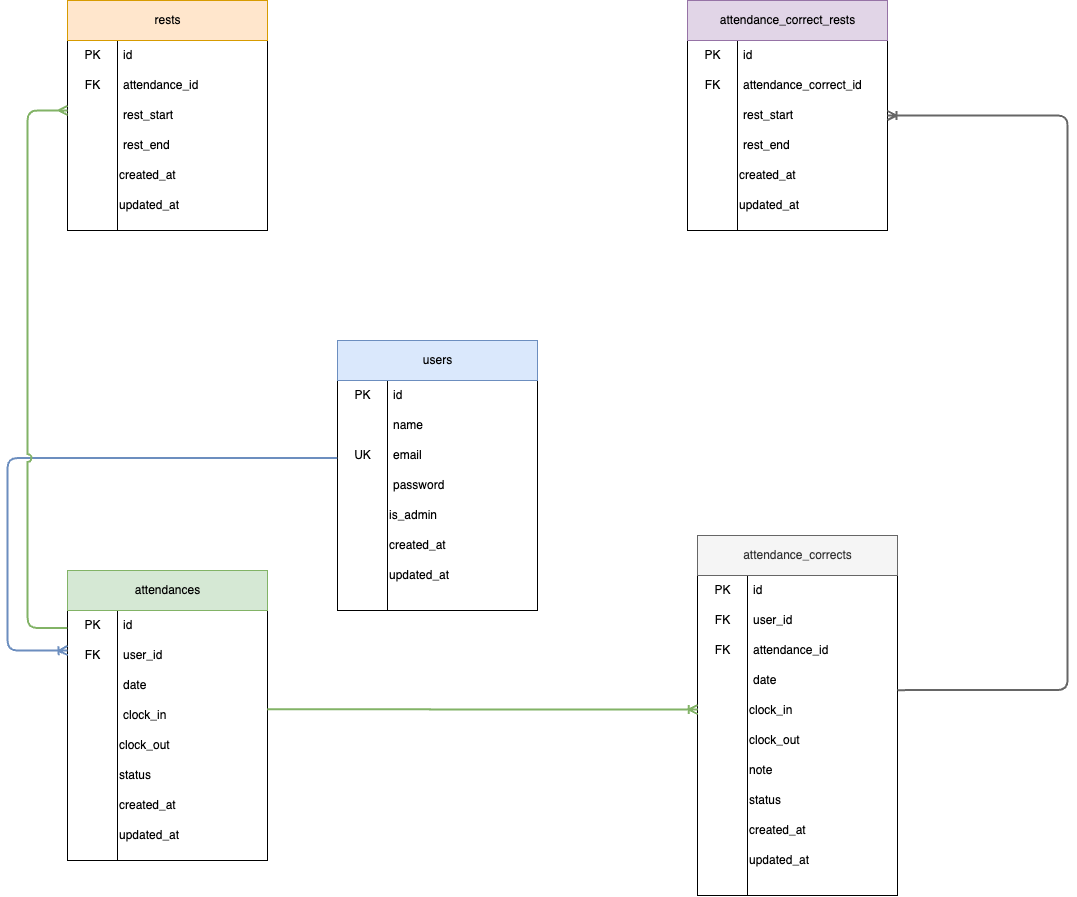 rests
PK id
FK attendance_id
rest_start
rest_end
created_at
updated_at
attendance_correct_rests
PK id
FK attendance_correct_id
rest_start
rest_end
created_at
updated_at
users
PK id
name
UK email
password
is_admin
created_at
updated_at
attendances
PK id
FK user_id
date
clock_in
clock_out
status
created_at
updated_at
attendance_corrects
PK id
FK user_id
FK attendance_id
date
clock_in
clock_out
note
status
created_at
updated_at